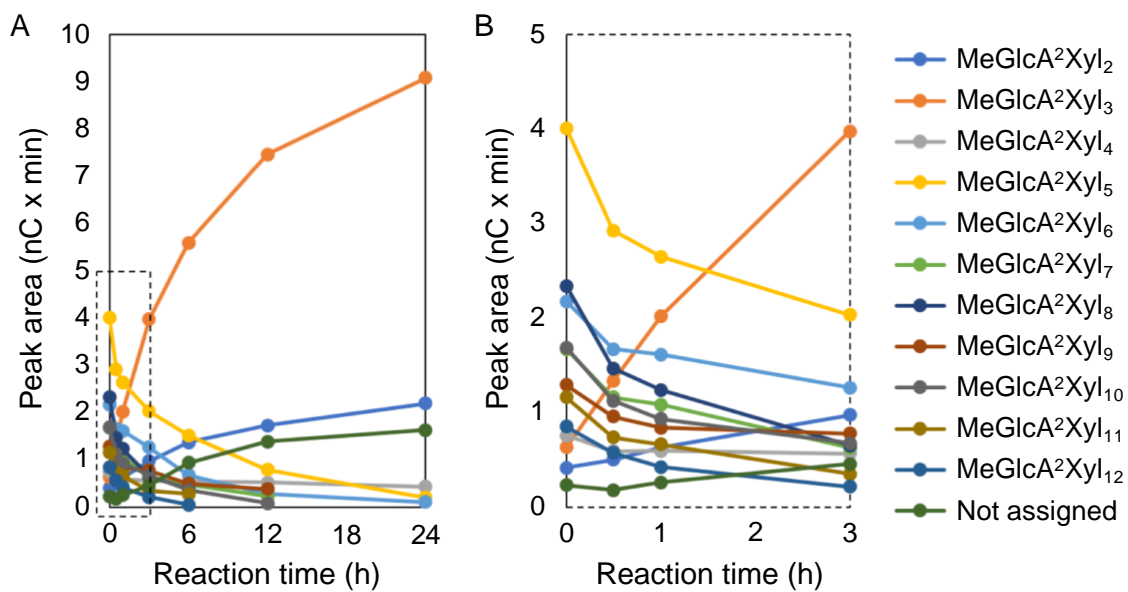 A
10
9
8
7
6
5
4
3
2
1
0
Peak area (nC x min)
0 6 12 18 24
Reaction time (h)
B
5
4
3
2
1
0
Peak area (nC x min)
0 1 2 3
Reaction time (h)
MeGlcA²Xyl₂
MeGlcA²Xyl₃
MeGlcA²Xyl₄
MeGlcA²Xyl₅
MeGlcA²Xyl₆
MeGlcA²Xyl₇
MeGlcA²Xyl₈
MeGlcA²Xyl₉
MeGlcA²Xyl₁₀
MeGlcA²Xyl₁₁
MeGlcA²Xyl₁₂
Not assigned